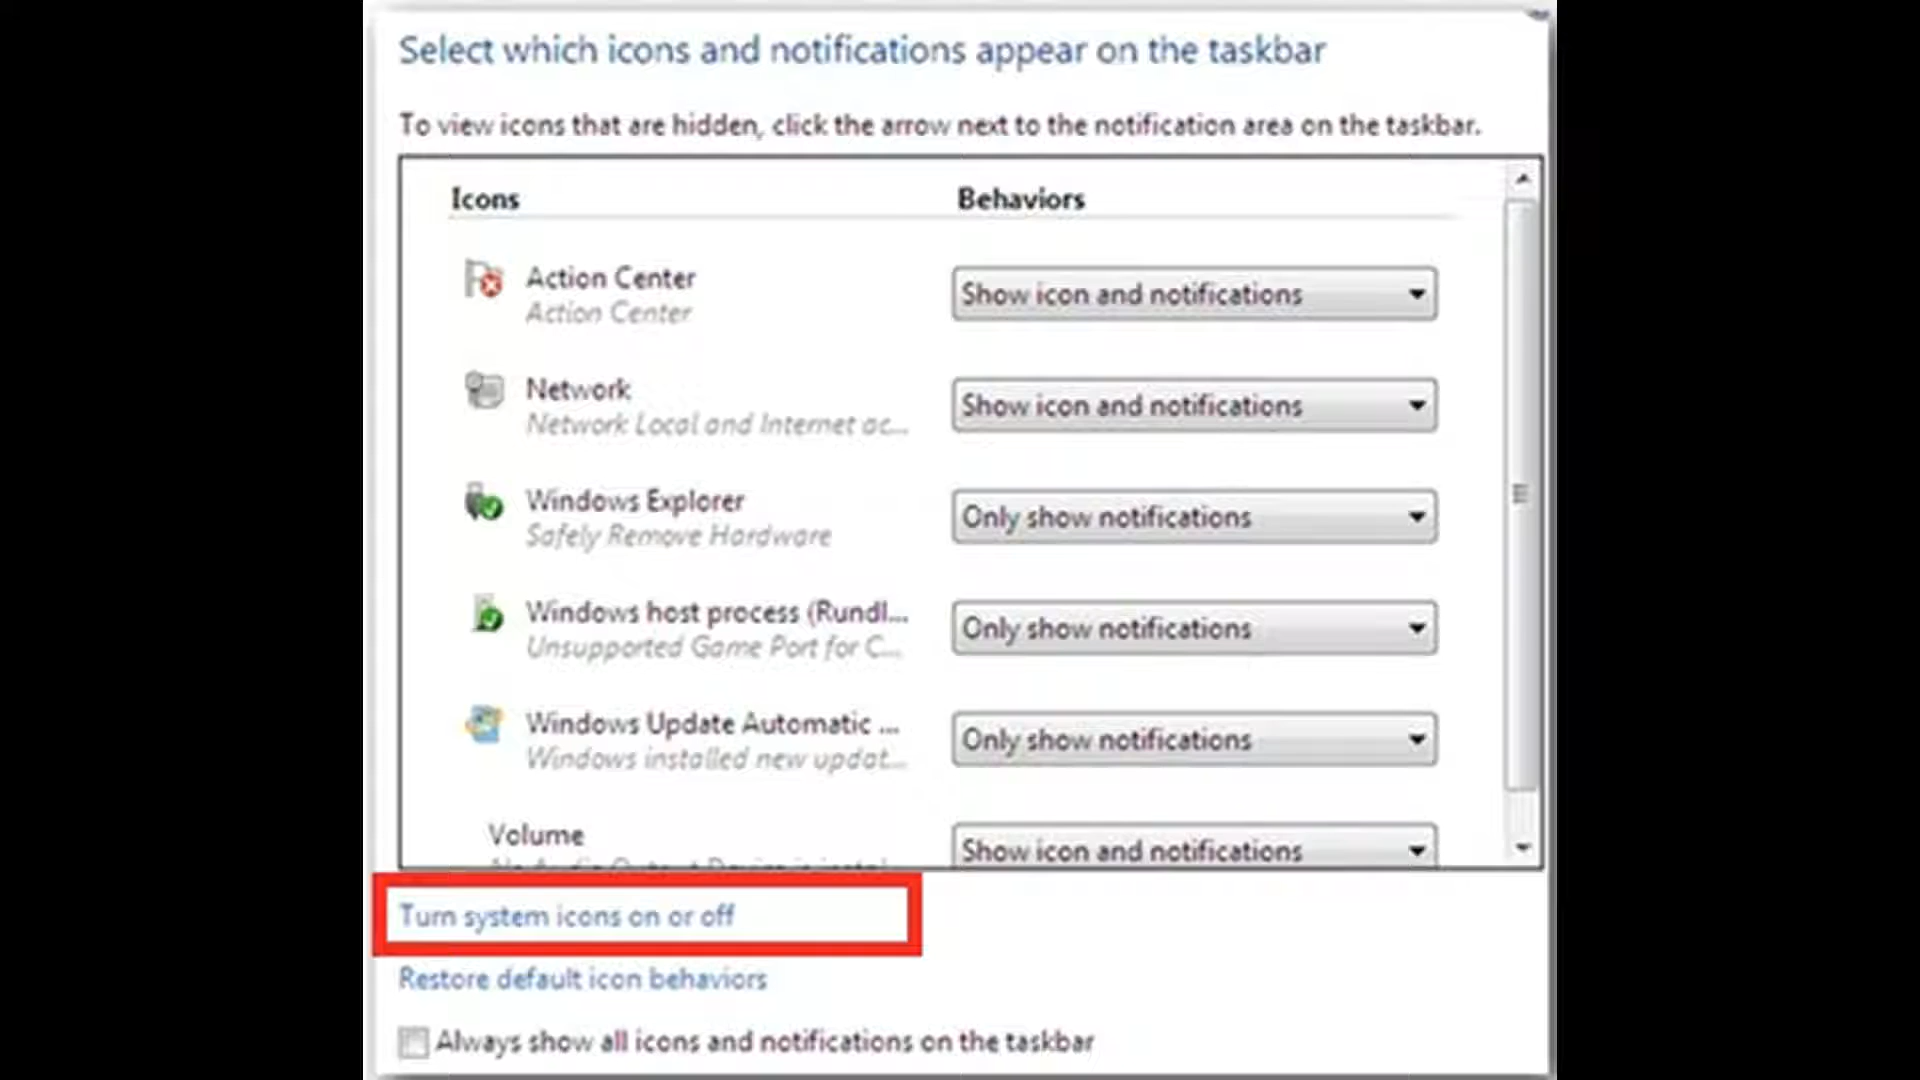 Select which icons and notifications appear on the taskbar
To view icons that are hidden, click the arrow next to the notification area on the taskbar.
Icons Behaviors
Action Center Show icon and notifications
Action Center
Network Show icon and notifications
Network Local and Internet ac...
Windows Explorer Only show notifications
Safely Remove Hardware
Windows host process (Rundl... Only show notifications
Unsupported Game Port for C...
Windows Update Automatic ... Only show notifications
Windows installed new updat...
Volume Show icon and notifications
Turn system icons on or off
Restore default icon behaviors
Always show all icons and notifications on the taskbar